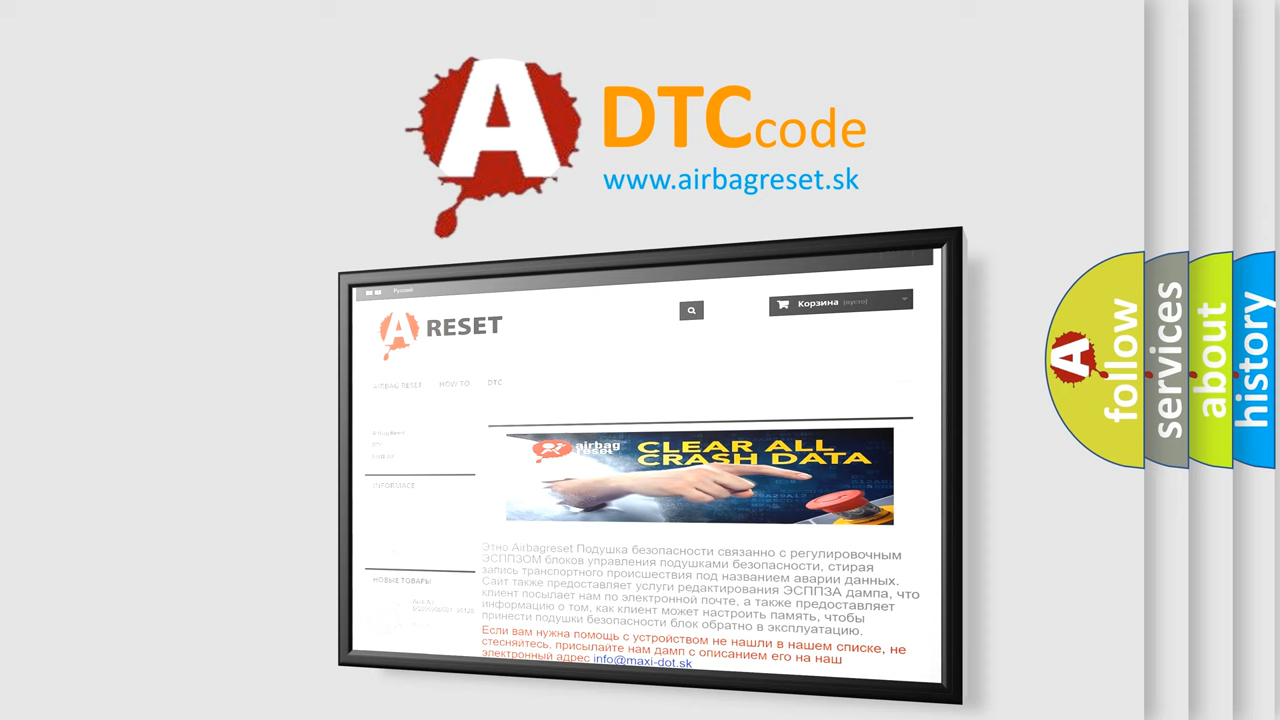 A
DTCcode
www.airbagreset.sk
Русский
A RESET
Корзина (пусто)
AIRBAG RESET HOW TO DTC
Airbag Reset
DTC
INFORMACE
airbag
reset
CLEAR ALL
CRASH DATA
Этно Airbagreset Подушка безопасности связанно с регулировочным
ЭСППЗОМ блоков управления подушками безопасности, стирая
запись транспортного происшествия под названием аварии данных.
Сайт также предоставляет услуги редактирования ЭСППЗА дампа, что
клиент посылает нам по электронной почте, а также предоставляет
информацию о том, как клиент может настроить память, чтобы
принести подушки безопасности блок обратно в эксплуатацию.
Если вам нужна помощь с устройством не нашли в нашем списке, не
стесняйтесь, присылайте нам дамп с описанием его на наш
электронный адрес info@maxi-dot.sk
НОВЫЕ ТОВАРЫ
A
follow
services
about
history